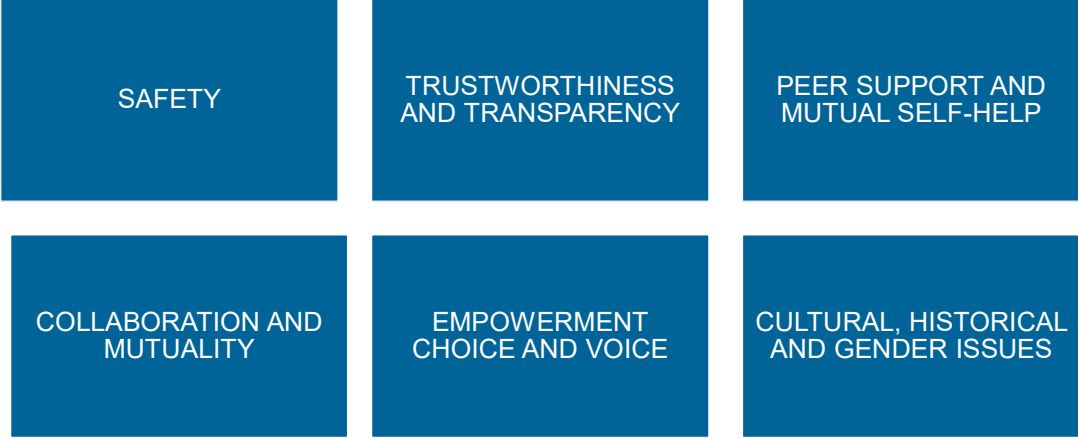 SAFETY
TRUSTWORTHINESS
AND TRANSPARENCY
PEER SUPPORT AND
MUTUAL SELF-HELP
COLLABORATION AND
MUTUALITY
EMPOWERMENT
CHOICE AND VOICE
CULTURAL, HISTORICAL
AND GENDER ISSUES